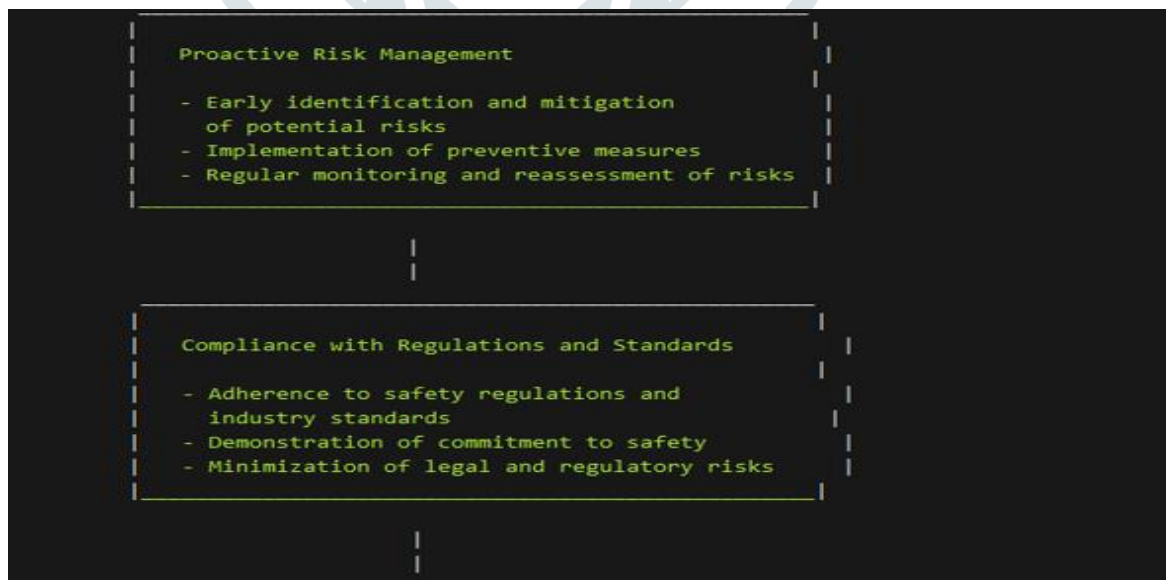 Proactive Risk Management
- Early identification and mitigation
of potential risks
- Implementation of preventive measures
- Regular monitoring and reassessment of risks
Compliance with Regulations and Standards
- Adherence to safety regulations and
industry standards
- Demonstration of commitment to safety
- Minimization of legal and regulatory risks